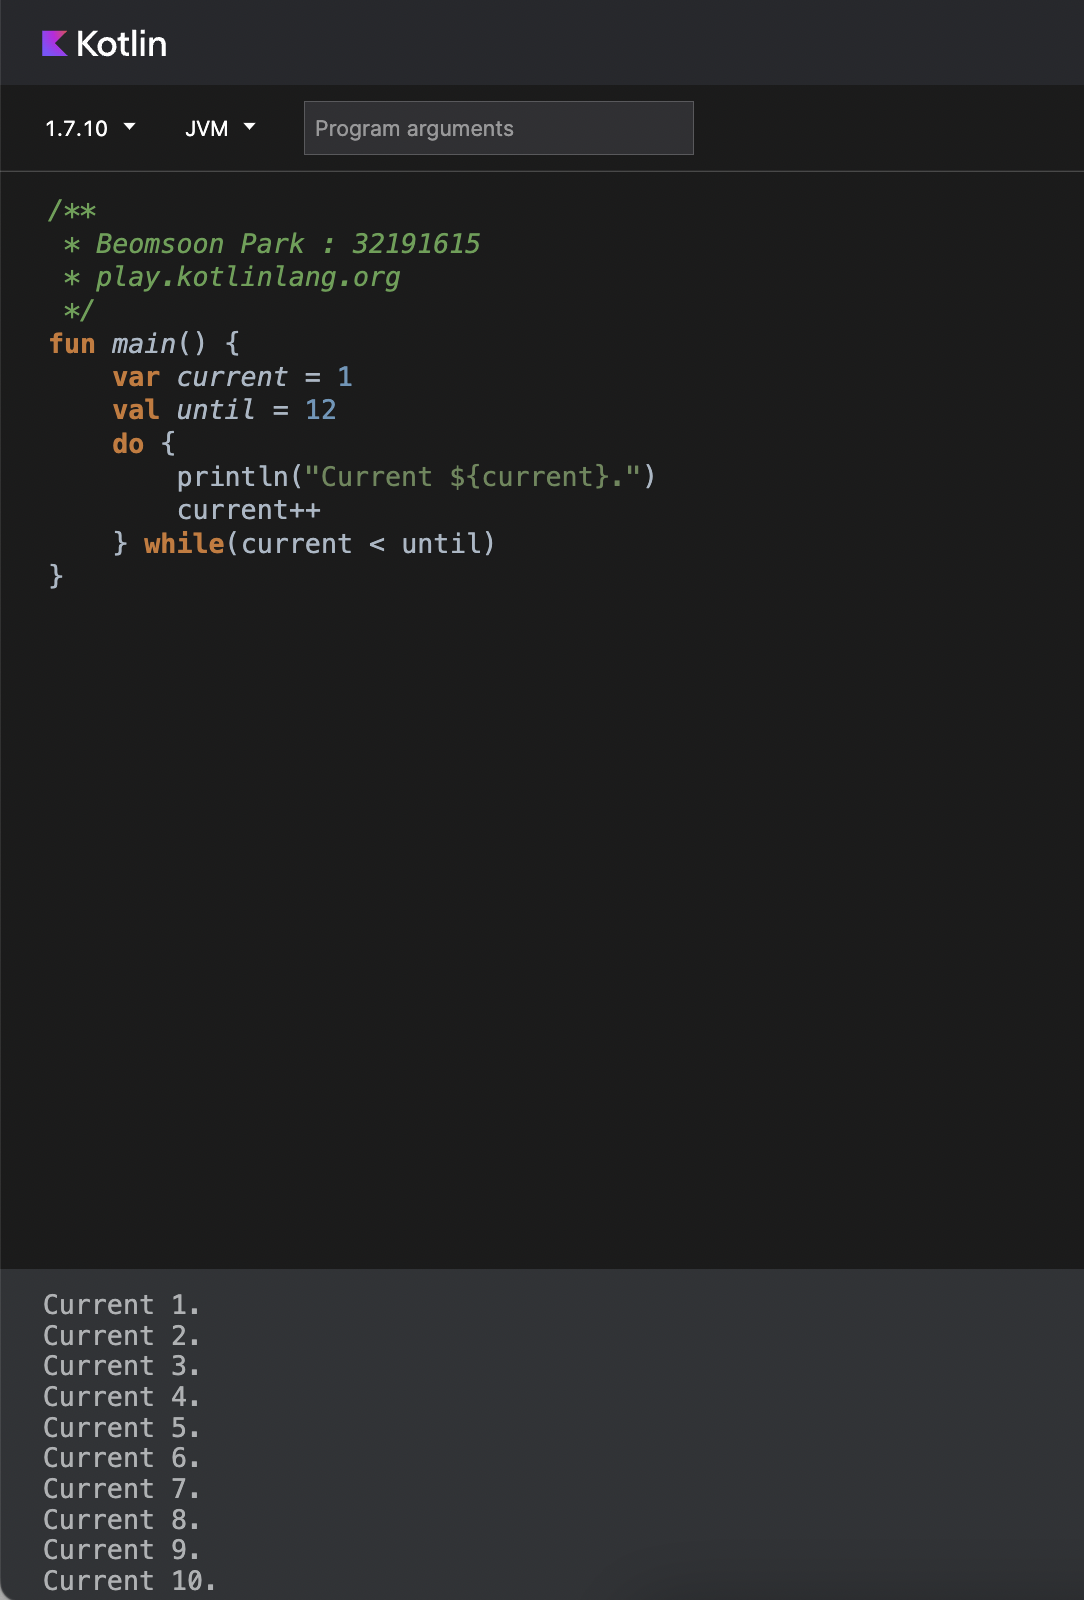 Kotlin
1.7.10 JVM Program arguments
/**
 * Beomsoon Park : 32191615
 * play.kotlinlang.org
 */
fun main() {
    var current = 1
    val until = 12
    do {
        println("Current ${current}.")
        current++
    } while(current < until)
}
Current 1.
Current 2.
Current 3.
Current 4.
Current 5.
Current 6.
Current 7.
Current 8.
Current 9.
Current 10.